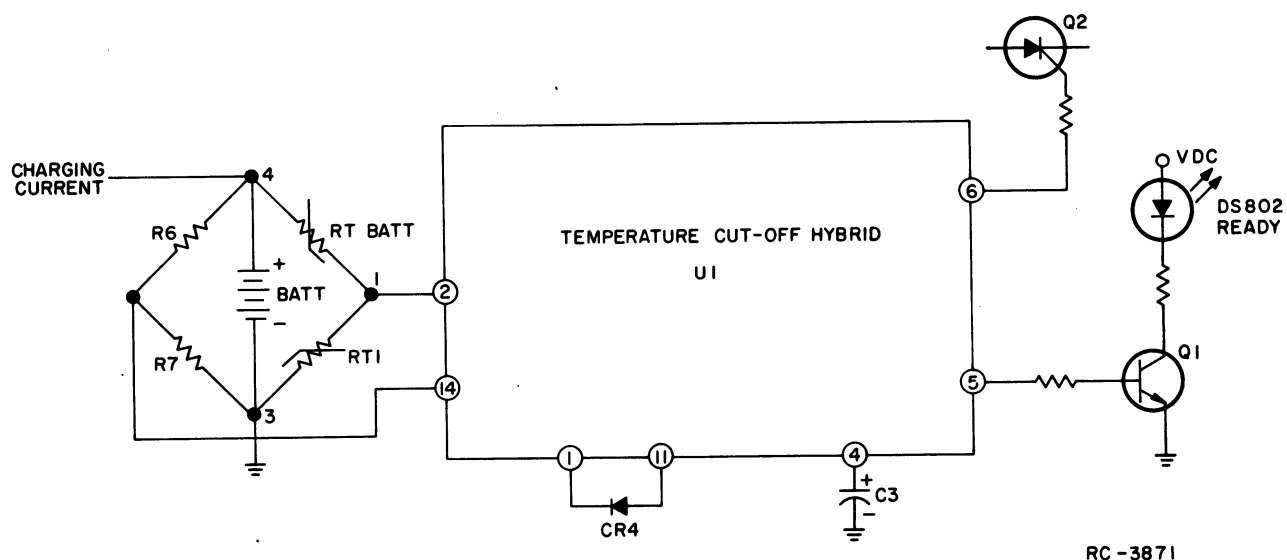 Q2
CHARGING
CURRENT
4
VDC
6
R6
RT BATT
DS802
READY
TEMPERATURE CUT-OFF HYBRID
U1
+
BATT
-
1
2
R7
RT1
Q1
14
5
3
1
11
4
+
C3
-
CR4
RC-3871